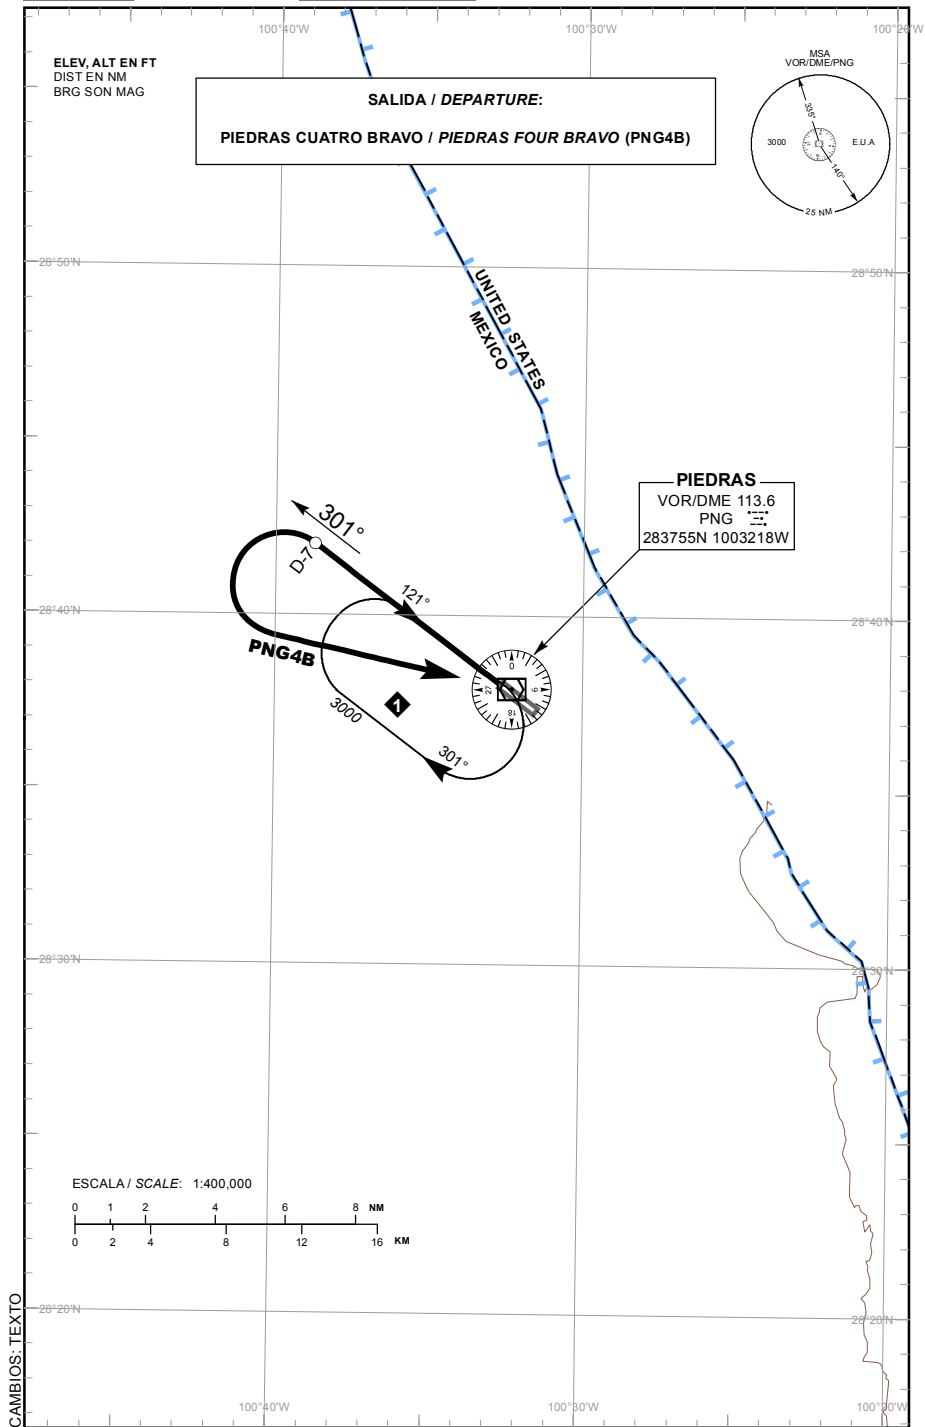 100°40'W
100°30'W
100°20'W
ELEV, ALT EN FT
DIST EN NM
BRG SON MAG
SALIDA / DEPARTURE:
PIEDRAS CUATRO BRAVO / PIEDRAS FOUR BRAVO (PNG4B)
MSA
VOR/DME/PNG
335°
3000
E.U.A
140°
25 NM
28°50'N
28°50'N
UNITED STATES
MEXICO
PIEDRAS
VOR/DME 113.6
PNG
283755N 1003218W
301°
D-7
121°
28°40'N
28°40'N
PNG4B
0
27
9
18
1
3000
301°
28°30'N
28°30'N
ESCALA / SCALE: 1:400,000
0 1 2 4 6 8 NM
0 2 4 8 12 16 KM
28°20'N
28°20'N
CAMBIOS: TEXTO
100°40'W
100°30'W
100°20'W